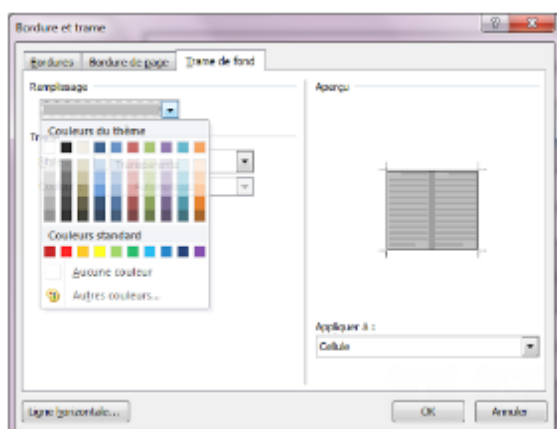 Bordure et trame
Bordures Bordure de page Trame de fond
Remplissage
Aperçu
Couleurs du thème
Transparente
Couleurs standard
Aucune couleur
Autres couleurs...
Appliquer à :
Cellule
Ligne horizontale...
OK
Annuler